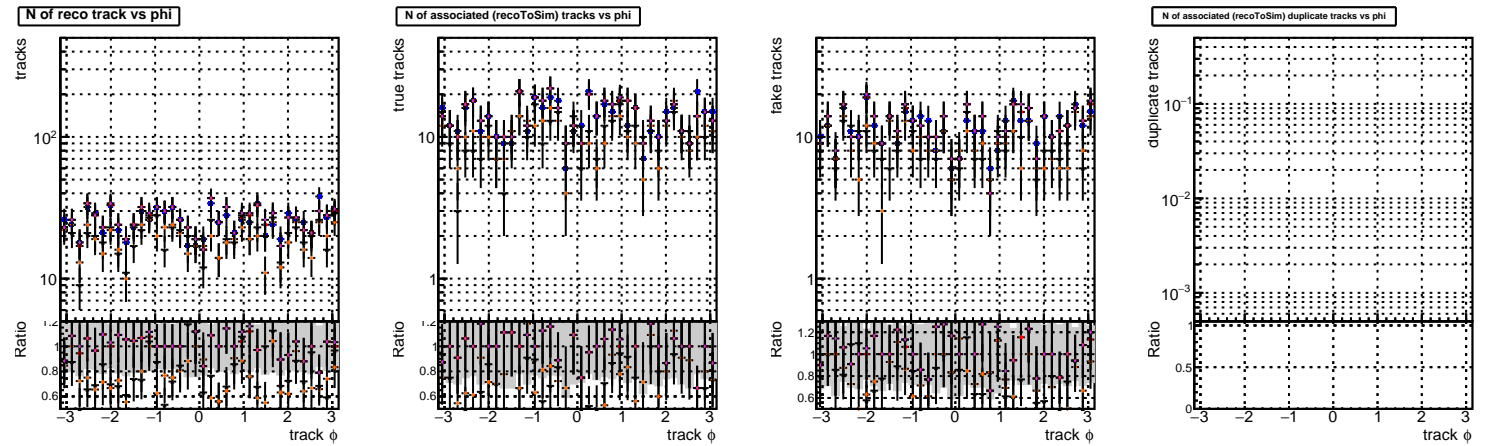 N of reco track vs phi
tracks
10²
10
Ratio
1.2
1
0.8
0.6
−3 −2 −1 0 1 2 3
track φ
N of associated (recoToSim) tracks vs phi
true tracks
10
1
Ratio
1.2
1
0.8
0.6
−3 −2 −1 0 1 2 3
track φ
fake tracks
10
1
Ratio
1.2
1
0.8
0.6
−3 −2 −1 0 1 2 3
track φ
N of associated (recoToSim) duplicate tracks vs phi
duplicate tracks
10⁻¹
10⁻²
10⁻³
Ratio
1
0.5
0
−3 −2 −1 0 1 2 3
track φ